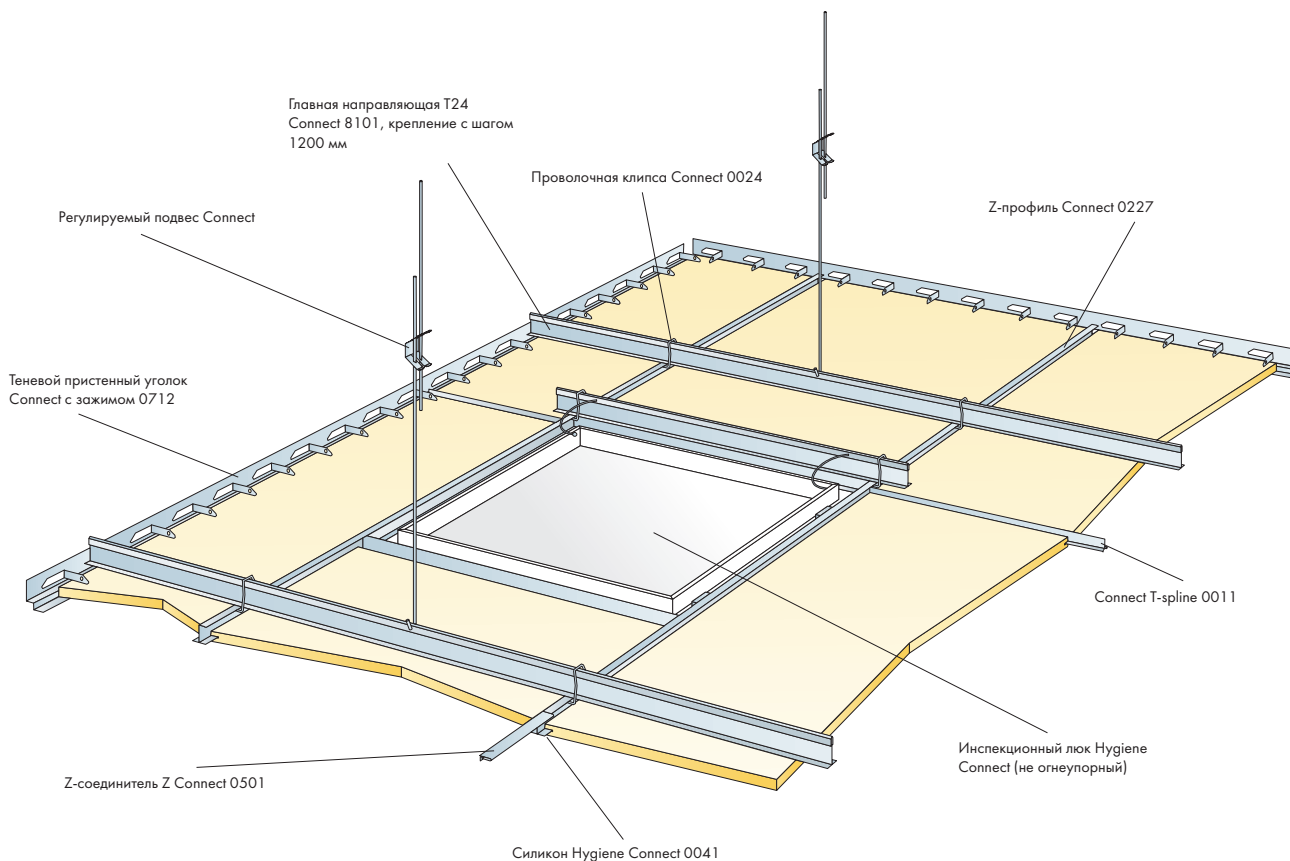 Главная направляющая Т24
Connect 8101, крепление с шагом
1200 мм
Проволочная клипса Connect 0024
Z-профиль Connect 0227
Регулируемый подвес Connect
Теневой пристенный уголок
Connect с зажимом 0712
Connect T-spline 0011
Инспекционный люк Hygiene
Connect (не огнеупорный)
Z-соединитель Z Connect 0501
Силикон Hygiene Connect 0041